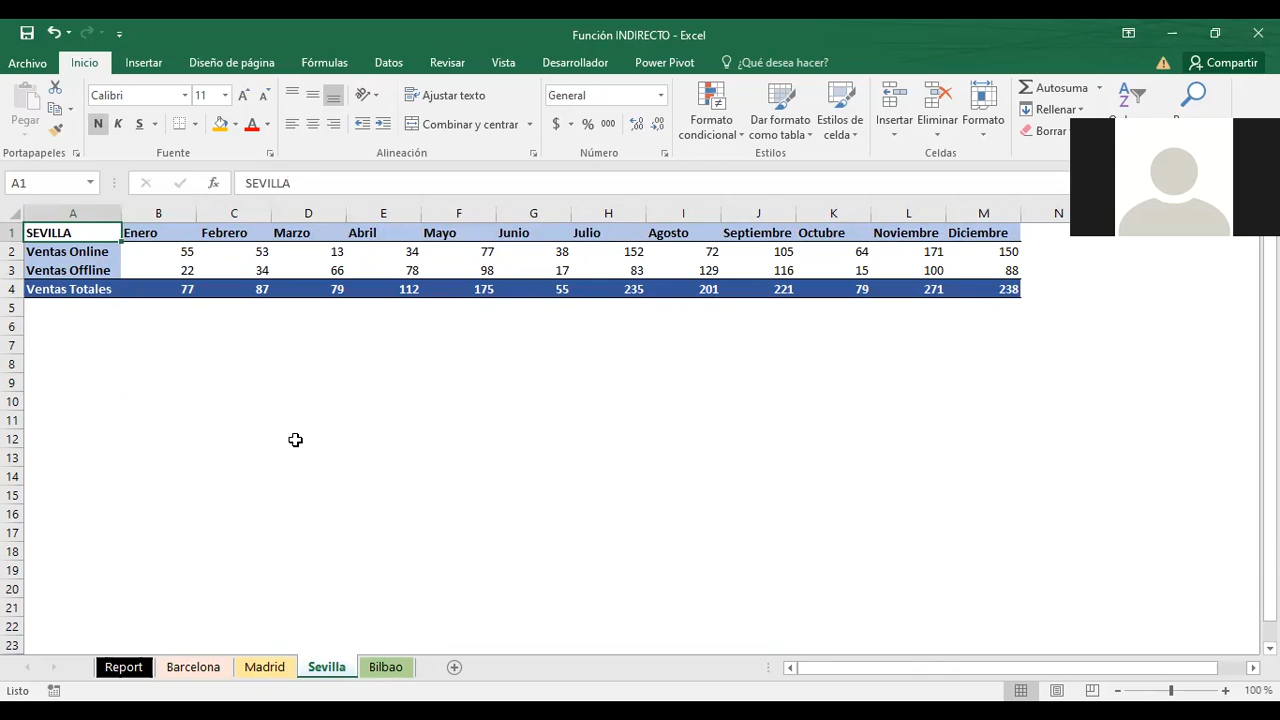 Función INDIRECTO - Excel
Archivo Inicio Insertar Diseño de página Fórmulas Datos Vista Revisar Desarrollador Power Pivot ¿Qué desea hacer? Compartir
Pegar
Calibri 11
N K S
Ajustar texto
Combinar y centrar
General
$ % 000
Formato condicional
Dar formato como tabla
Estilos de celda
Insertar Eliminar Formato
Autosuma
Rellenar
Borrar
Portapapeles Fuente Alineación Número Estilos Celdas
A1 fx SEVILLA
A B C D E F G H I J K L M N
1 SEVILLA Enero Febrero Marzo Abril Mayo Junio Julio Agosto Septiembre Octubre Noviembre Diciembre
2 Ventas Online 55 53 13 34 77 38 152 72 105 64 171 150
3 Ventas Offline 22 34 66 78 98 17 83 129 116 15 100 88
4 Ventas Totales 77 87 79 112 175 55 235 201 221 79 271 238
5
6
7
8
9
10
11
12
13
14
15
16
17
18
19
20
21
22
23
Report Barcelona Madrid Sevilla Bilbao
Listo 100 %